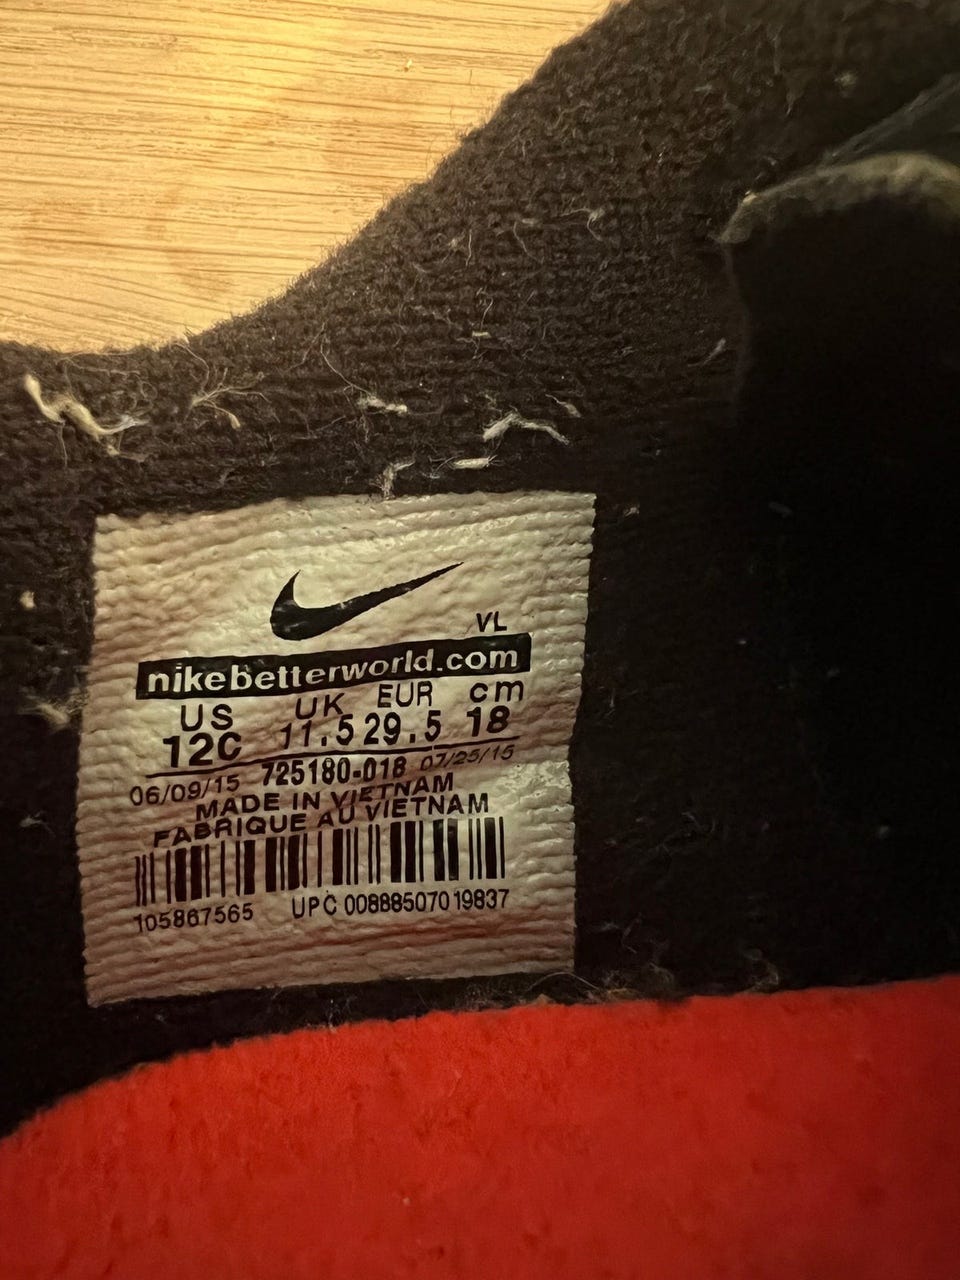 VL
nikebetterworld.com
US UK EUR cm
12C 11.5 29.5 18
06/09/15 725180-018 07/25/15
MADE IN VIETNAM
FABRIQUE AU VIETNAM
105867565 UPC 00888507019837